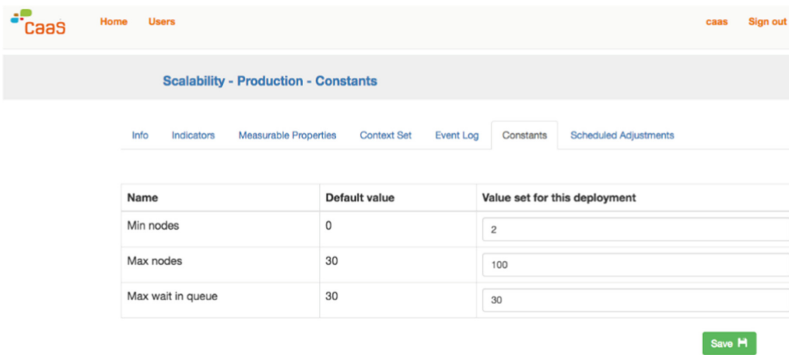 CaaS Home Users caas Sign out
Scalability - Production - Constants
Info Indicators Measurable Properties Context Set Event Log Constants Scheduled Adjustments
Name Default value Value set for this deployment
Min nodes 0 2
Max nodes 30 100
Max wait in queue 30 30
Save